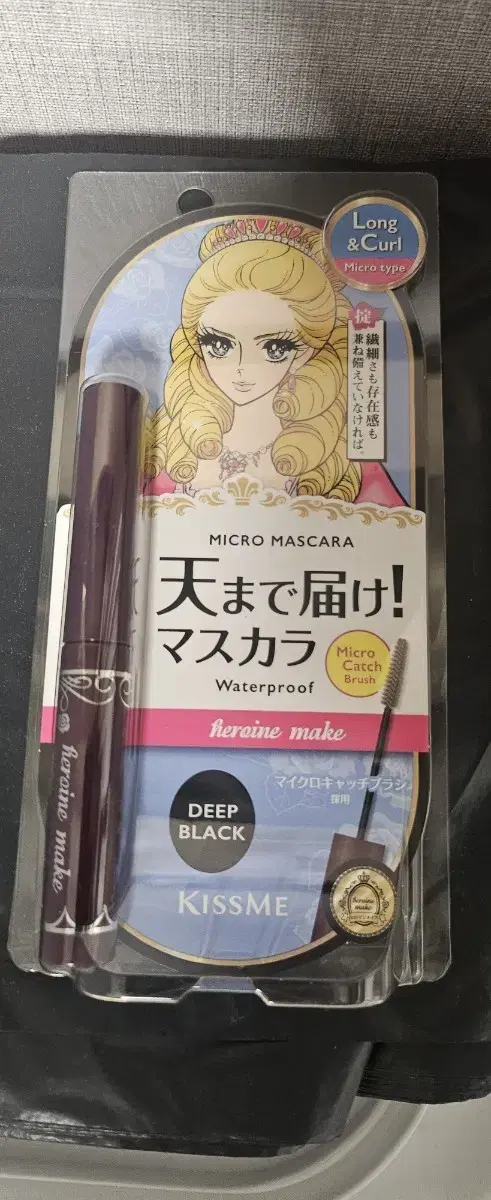 Long
&Curl
Micro type
掟
繊細さも存在感も
兼ね備えていなければ。
MICRO MASCARA
天まで届け!
マスカラ
Waterproof
Micro
Catch
Brush
heroine make
マイクロキャッチブラシ
採用
DEEP
BLACK
KISSME
heroine make
heroine
make